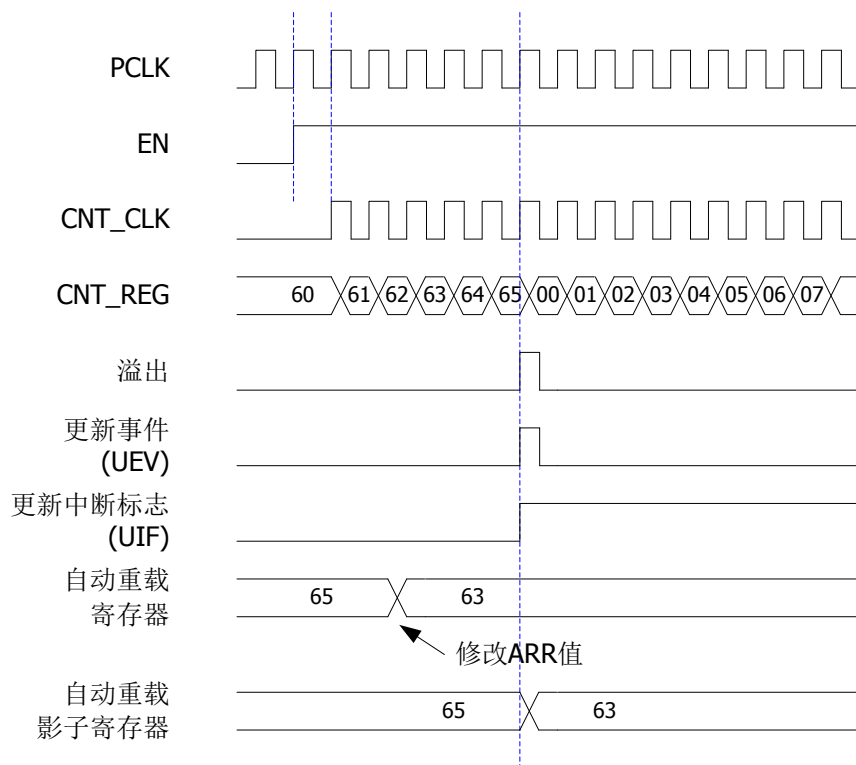 PCLK
EN
CNT_CLK
CNT_REG
60 61 62 63 64 65 00 01 02 03 04 05 06 07
溢出
更新事件
(UEV)
更新中断标志
(UIF)
自动重载
寄存器
65 63
修改ARR值
自动重载
影子寄存器
65 63